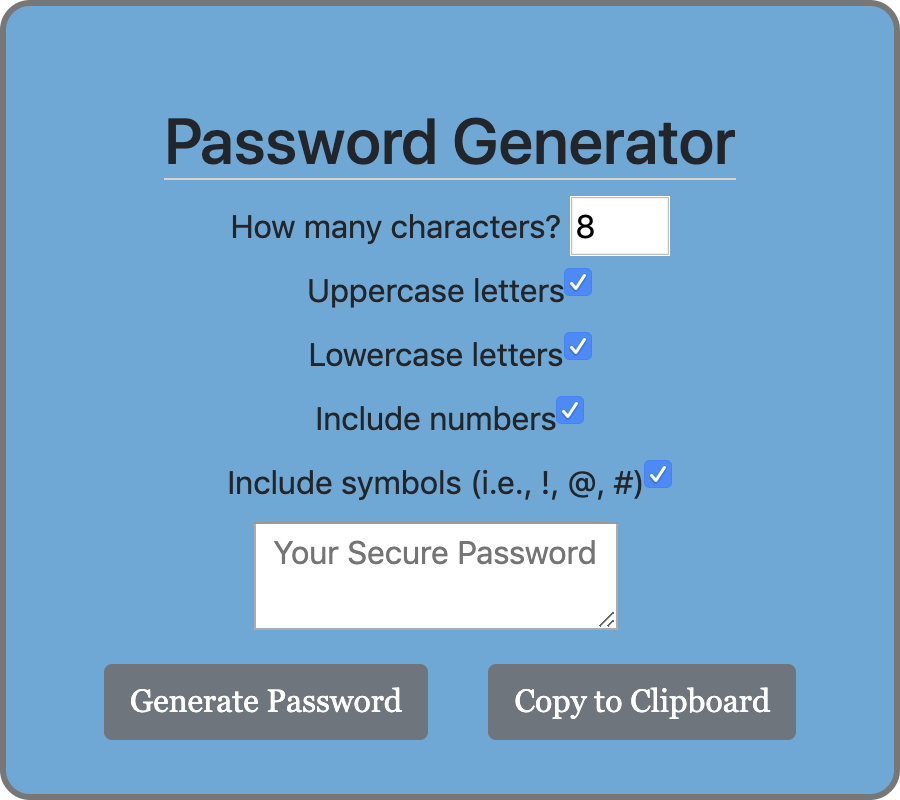 Password Generator
How many characters? 8
Uppercase letters
Lowercase letters
Include numbers
Include symbols (i.e., !, @, #)
Your Secure Password
Generate Password
Copy to Clipboard